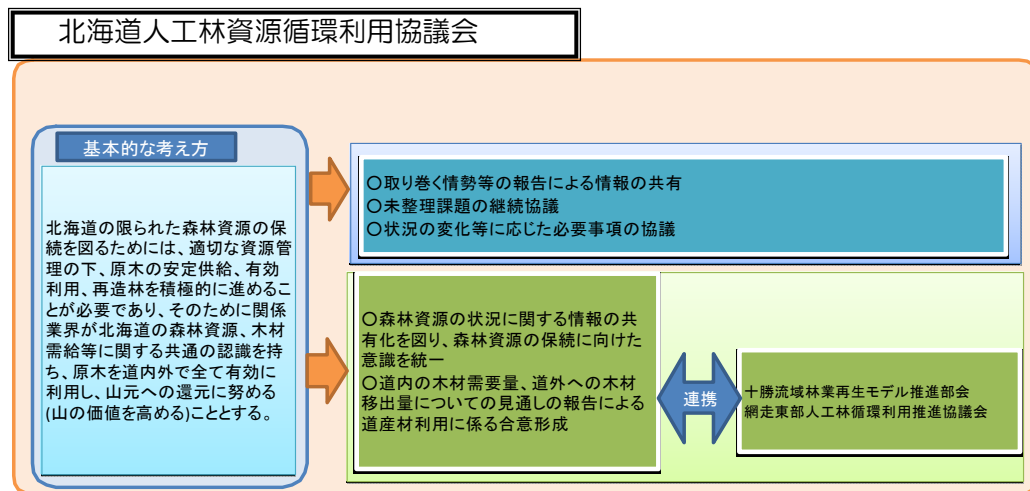 北海道人工林資源循環利用協議会
基本的な考え方
北海道の限られた森林資源の保
続を図るためには、適切な資源管
理の下、原木の安定供給、有効
利用、再造林を積極的に進めるこ
とが必要であり、そのために関係
業界が北海道の森林資源、木材
需給等に関する共通の認識を持
ち、原木を道内外で全て有効に
利用し、山元への還元に努める
(山の価値を高める)こととする。
〇取り巻く情勢等の報告による情報の共有
〇未整理課題の継続協議
〇状況の変化等に応じた必要事項の協議
〇森林資源の状況に関する情報の共
有化を図り、森林資源の保続に向けた
意識を統一
〇道内の木材需要量、道外への木材
移出量についての見通しの報告による
道産材利用に係る合意形成
連携
十勝流域林業再生モデル推進部会
網走東部人工林循環利用推進協議会